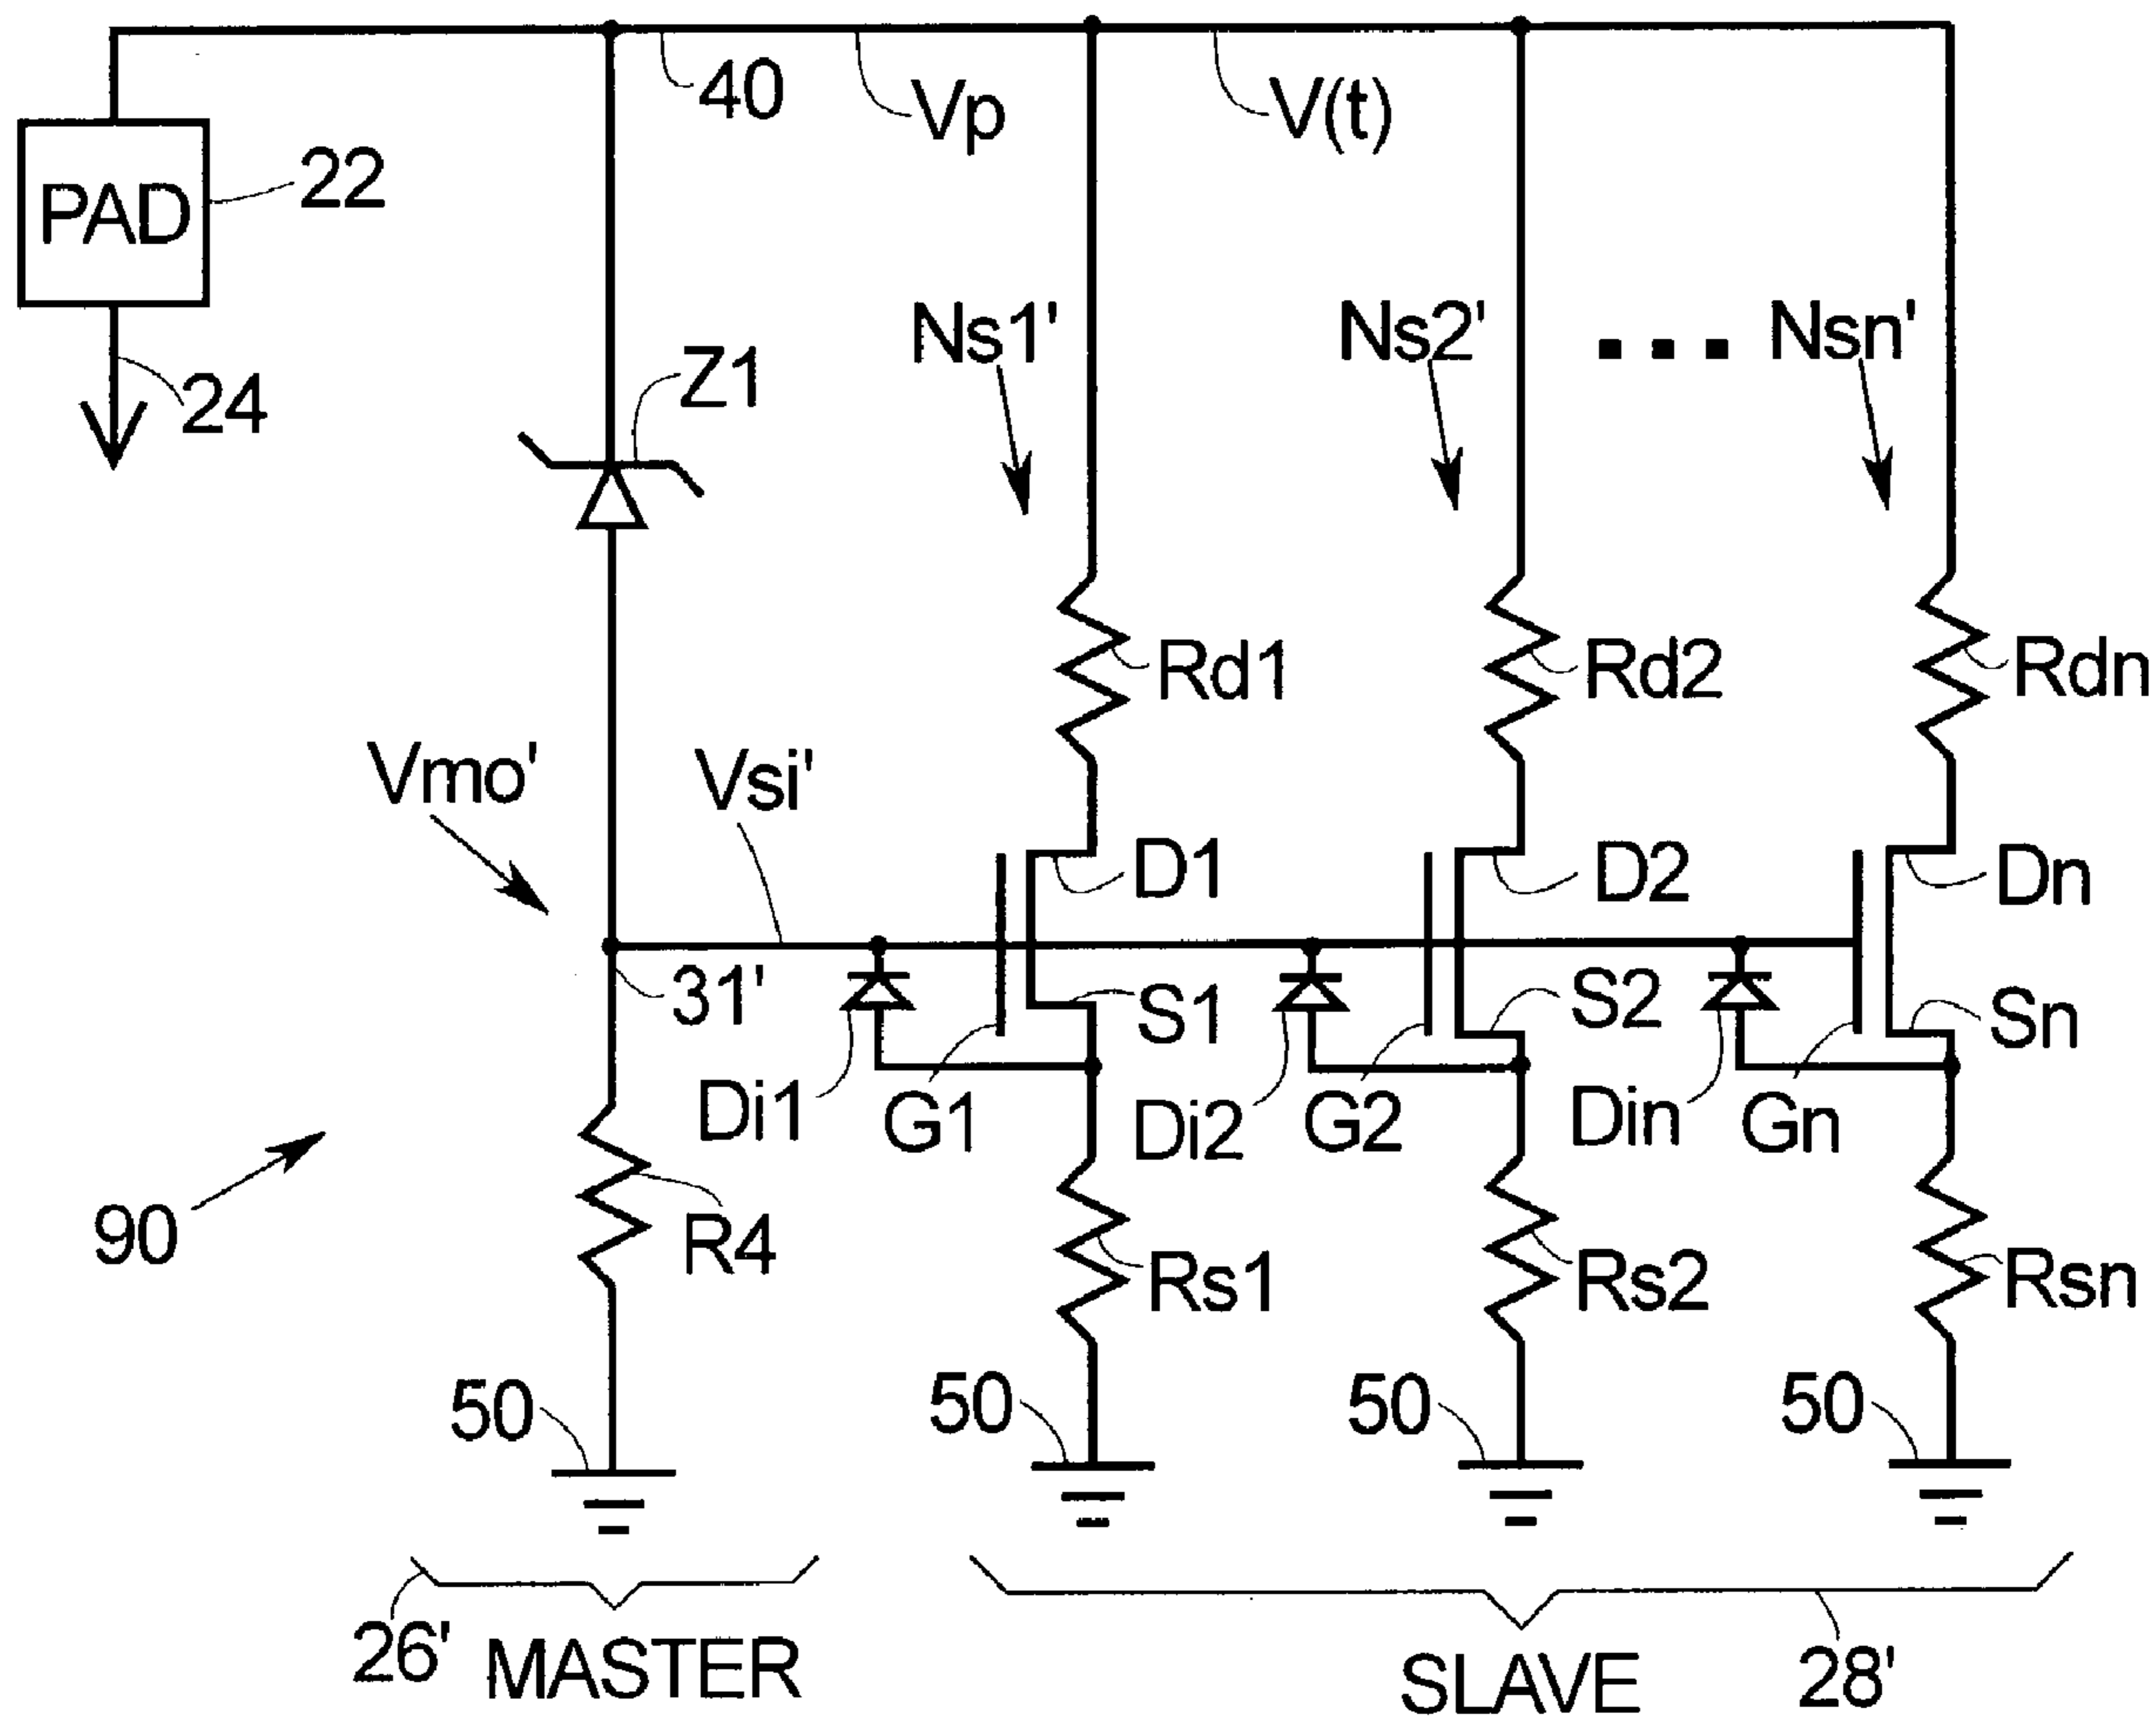 40
Vp
V(t)
PAD
22
24
Z1
Ns1'
Ns2'
Nsn'
Rd1
Rd2
Rdn
Vmo'
Vsi'
D1
D2
Dn
31'
S1
S2
Sn
Di1
G1
Di2
G2
Din
Gn
90
R4
Rs1
Rs2
Rsn
50
50
50
50
26'
MASTER
SLAVE
28'